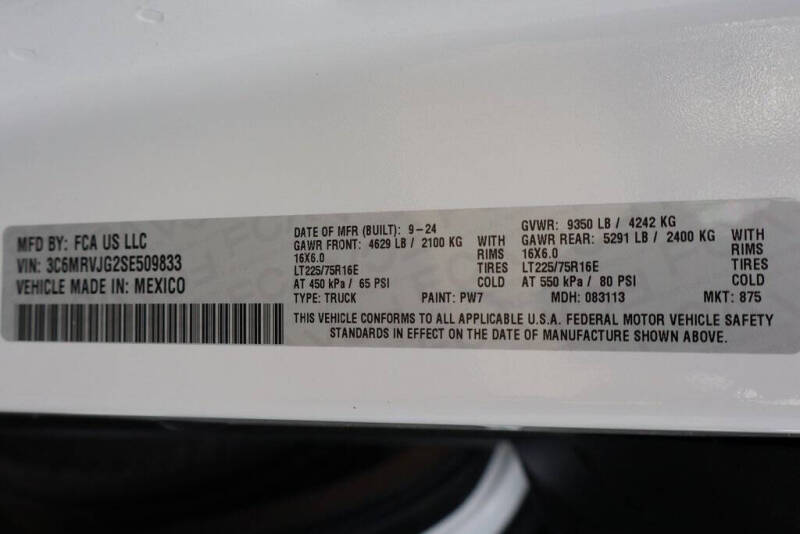 MFD BY: FCA US LLC
VIN: 3C6MRVJG2SE509833
VEHICLE MADE IN: MEXICO
DATE OF MFR (BUILT): 9-24 GVWR: 9350 LB / 4242 KG
GAWR FRONT: 4629 LB / 2100 KG WITH GAWR REAR: 5291 LB / 2400 KG WITH
16X6.0 RIMS 16X6.0 RIMS
LT225/75R16E TIRES LT225/75R16E TIRES
AT 450 kPa / 65 PSI COLD AT 550 kPa / 80 PSI COLD
TYPE: TRUCK PAINT: PW7 MDH: 083113 MKT: 875
THIS VEHICLE CONFORMS TO ALL APPLICABLE U.S.A. FEDERAL MOTOR VEHICLE SAFETY
STANDARDS IN EFFECT ON THE DATE OF MANUFACTURE SHOWN ABOVE.